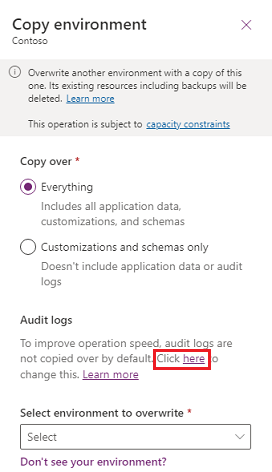 Copy environment
Contoso
Overwrite another environment with a copy of this
one. Its existing resources including backups will be
deleted. Learn more
This operation is subject to capacity constraints
Copy over *
Everything
Includes all application data,
customizations, and schemas
Customizations and schemas only
Doesn't include application data or audit
logs
Audit logs
To improve operation speed, audit logs are
not copied over by default. Click here to
change this. Learn more
Select environment to overwrite *
Select
Don't see your environment?